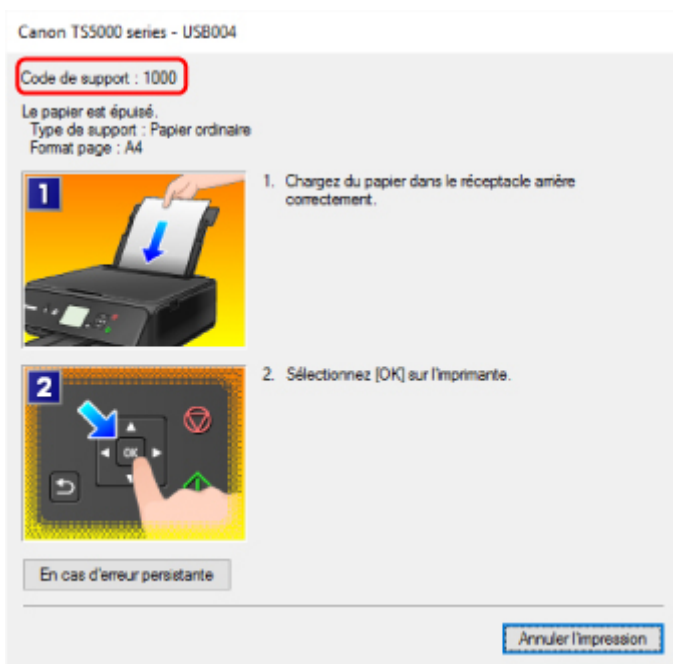 Canon TS5000 series - USB004
Code de support : 1000
Le papier est épuisé.
Type de support : Papier ordinaire
Format page : A4
1
1. Chargez du papier dans le réceptacle arrière
correctement.
2
2. Sélectionnez [OK] sur l'imprimante.
OK
En cas d'erreur persistante
Annuler l'impression